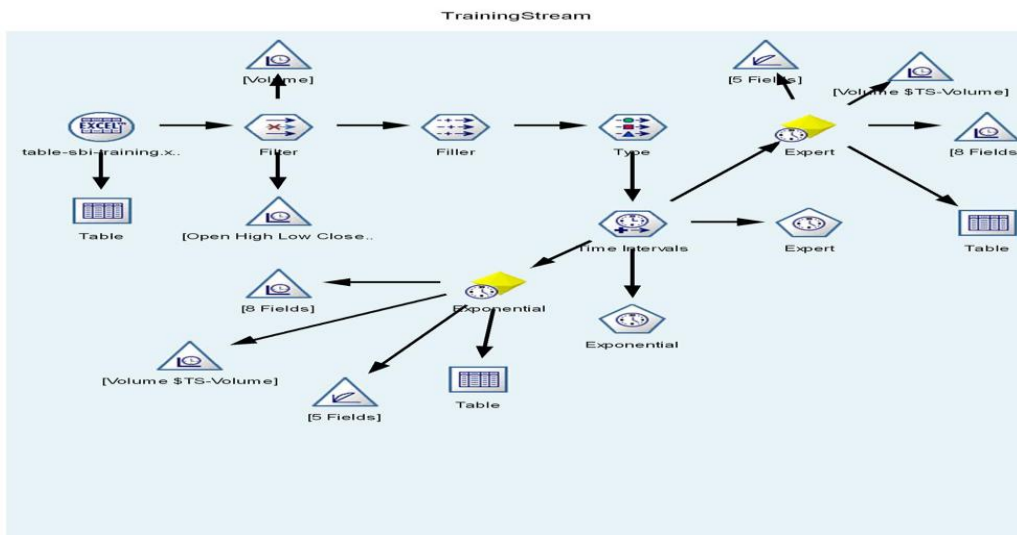 TrainingStream
[Volume]
[5 Fields]
[Volume $TS-Volume]
EXCEL
table-sbi-training.x..
Filter
Filler
Type
Expert
[8 Fields
Table
[Open High Low Close..
Time Intervals
Expert
Table
[8 Fields]
Exponential
Exponential
[Volume $TS-Volume]
[5 Fields]
Table